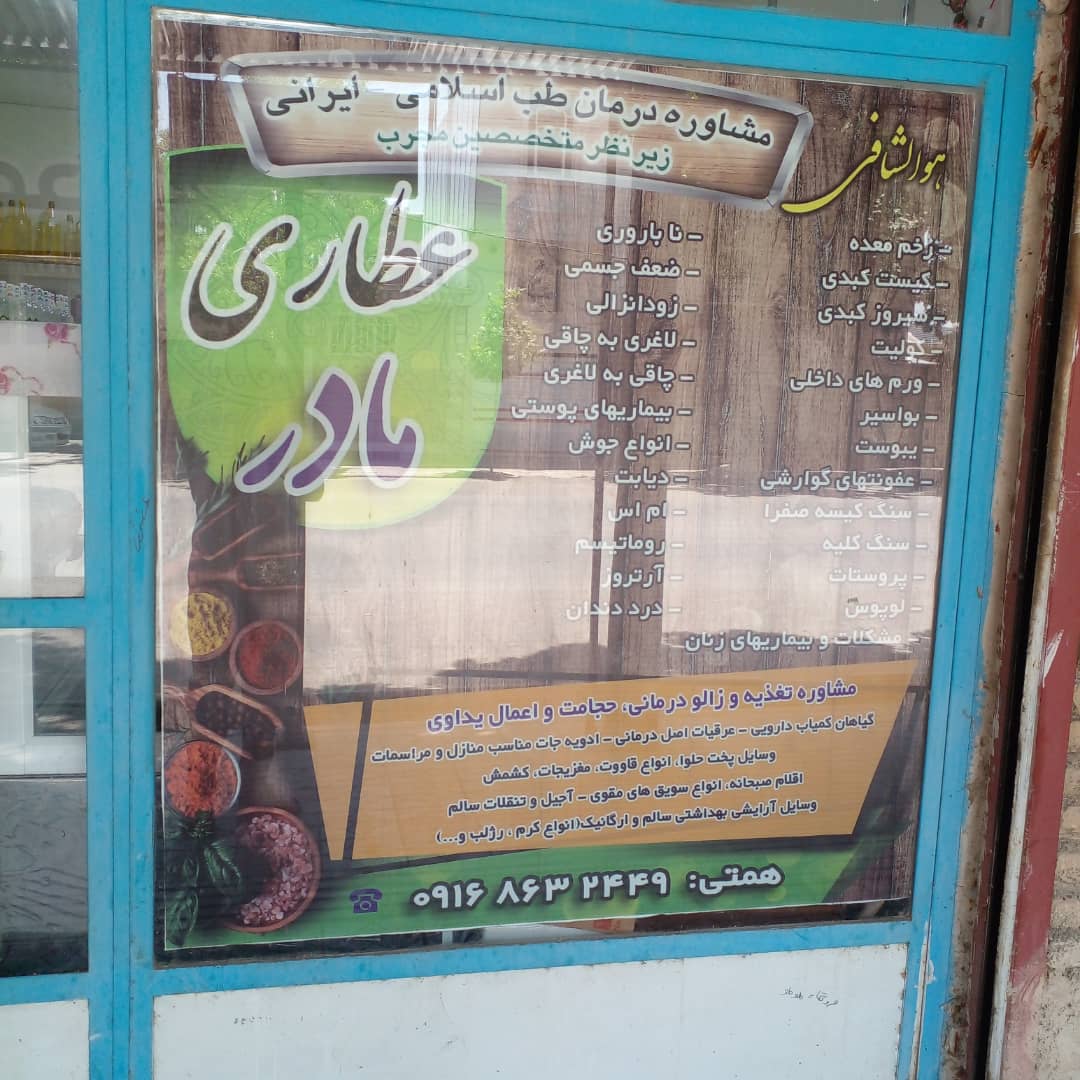 هوالشافی
مشاوره درمان طب اسلامی - ایرانی
زیر نظر متخصصین مجرب
عطاری
مادر
- زخم معده
- کیست کبدی
- سیروز کبدی
- کولیت
- ورم های داخلی
- بواسیر
- یبوست
- عفونتهای گوارشی
- سنگ کیسه صفرا
- سنگ کلیه
- پروستات
- لوپوس
- مشکلات و بیماریهای زنان
- نا باروری
- ضعف جسمی
- زودانزالی
- لاغری به چاقی
- چاقی به لاغری
- بیماریهای پوستی
- انواع جوش
- دیابت
- ام اس
- روماتیسم
- آرتروز
- درد دندان
مشاوره تغذیه و زالو درمانی، حجامت و اعمال یداوی
گیاهان کمیاب دارویی - عرقیات اصل درمانی - ادویه جات مناسب منازل و مراسمات
وسایل پخت حلوا، انواع قاووت، مغزیجات، کشمش
اقلام صبحانه، انواع سویق های مقوی - آجیل و تنقلات سالم
وسایل آرایشی بهداشتی سالم و ارگانیک(انواع کرم ، رژلب و...)
همتی: ۰۹۱۶ ۸۶۳ ۲۴۴۹